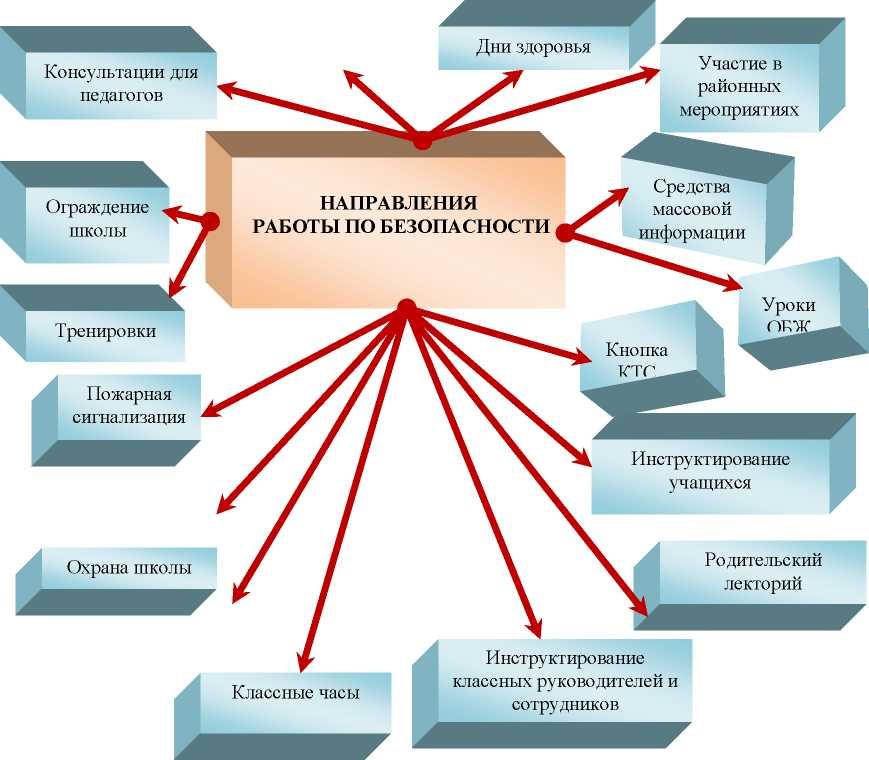 Дни здоровья
Консультации для
педагогов
Участие в
районных
мероприятиях
НАПРАВЛЕНИЯ
РАБОТЫ ПО БЕЗОПАСНОСТИ
Ограждение
школы
Средства
массовой
информации
Тренировки
Уроки
ОБЖ
Кнопка
КТС
Пожарная
сигнализация
Инструктирование
учащихся
Охрана школы
Родительский
лекторий
Классные часы
Инструктирование
классных руководителей и
сотрудников